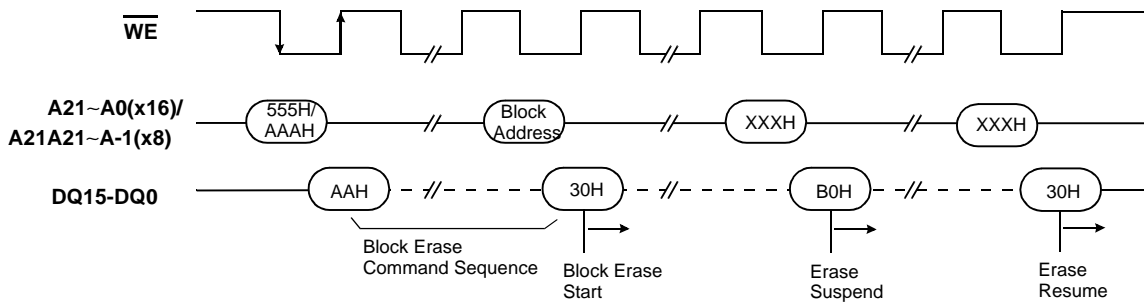 WE
A21~A0(x16)/
A21A21~A-1(x8)
555H/
AAAH
Block
Address
XXXH
XXXH
DQ15-DQ0
AAH
30H
B0H
30H
Block Erase
Command Sequence
Block Erase
Start
Erase
Suspend
Erase
Resume